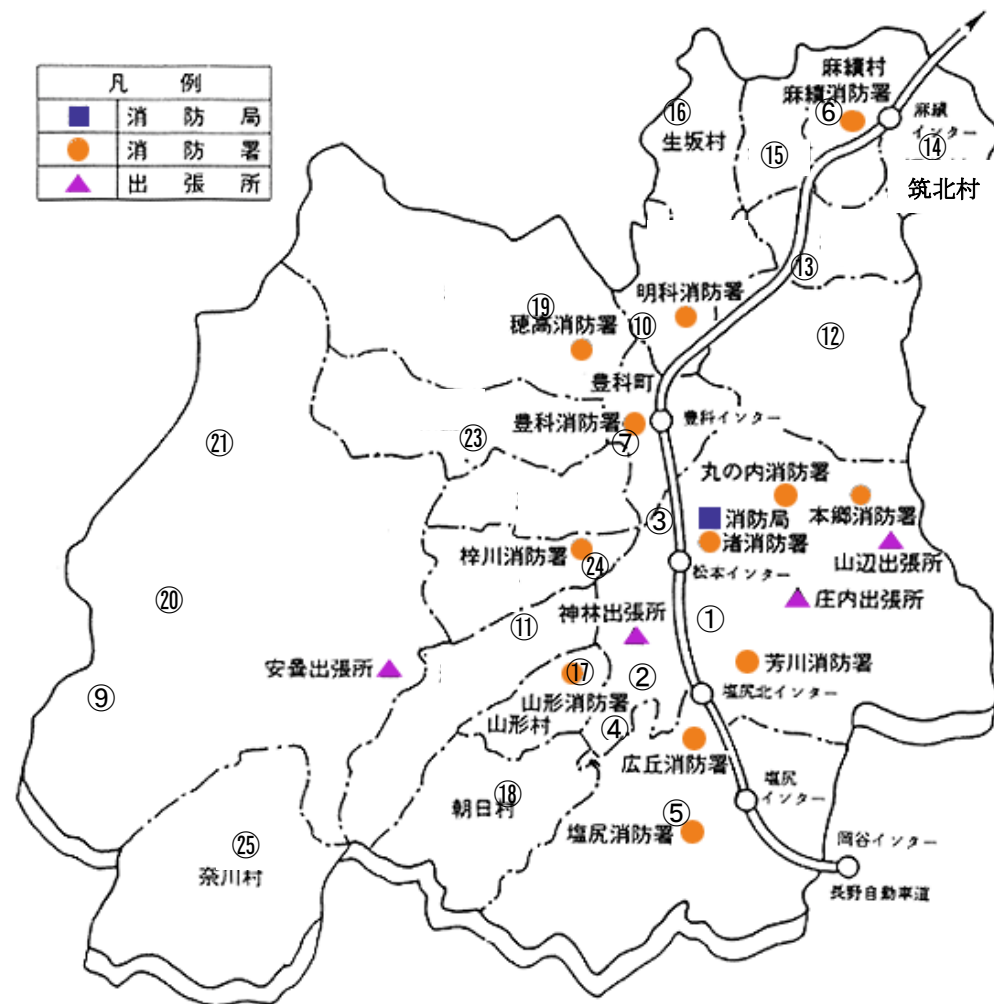 凡例
消防局
消防署
出張所
麻績村
麻績消防署
⑥
麻績
インター
⑯
生坂村
⑮
⑭
筑北村
⑬
明科消防署
⑲
穂高消防署
⑩
⑫
豊科町
豊科消防署
豊科インター
⑦
㉓
㉑
丸の内消防署
本郷消防署
③
消防局
渚消防署
山辺出張所
梓川消防署
㉔
松本インター
⑳
庄内出張所
⑪
神林出張所
①
安曇出張所
芳川消防署
⑰
②
⑨
塩尻北インター
山形消防署
山形村
④
広丘消防署
⑱
朝日村
塩尻
インター
⑤
塩尻消防署
㉕
奈川村
岡谷インター
長野自動車道